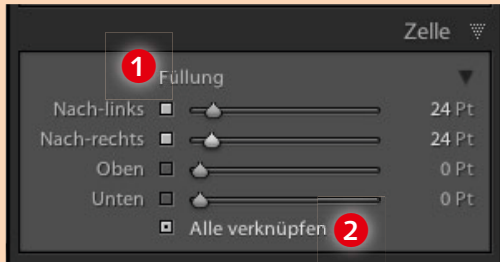 Zelle
1 Füllung
Nach-links 24 Pt
Nach-rechts 24 Pt
Oben 0 Pt
Unten 0 Pt
Alle verknüpfen 2